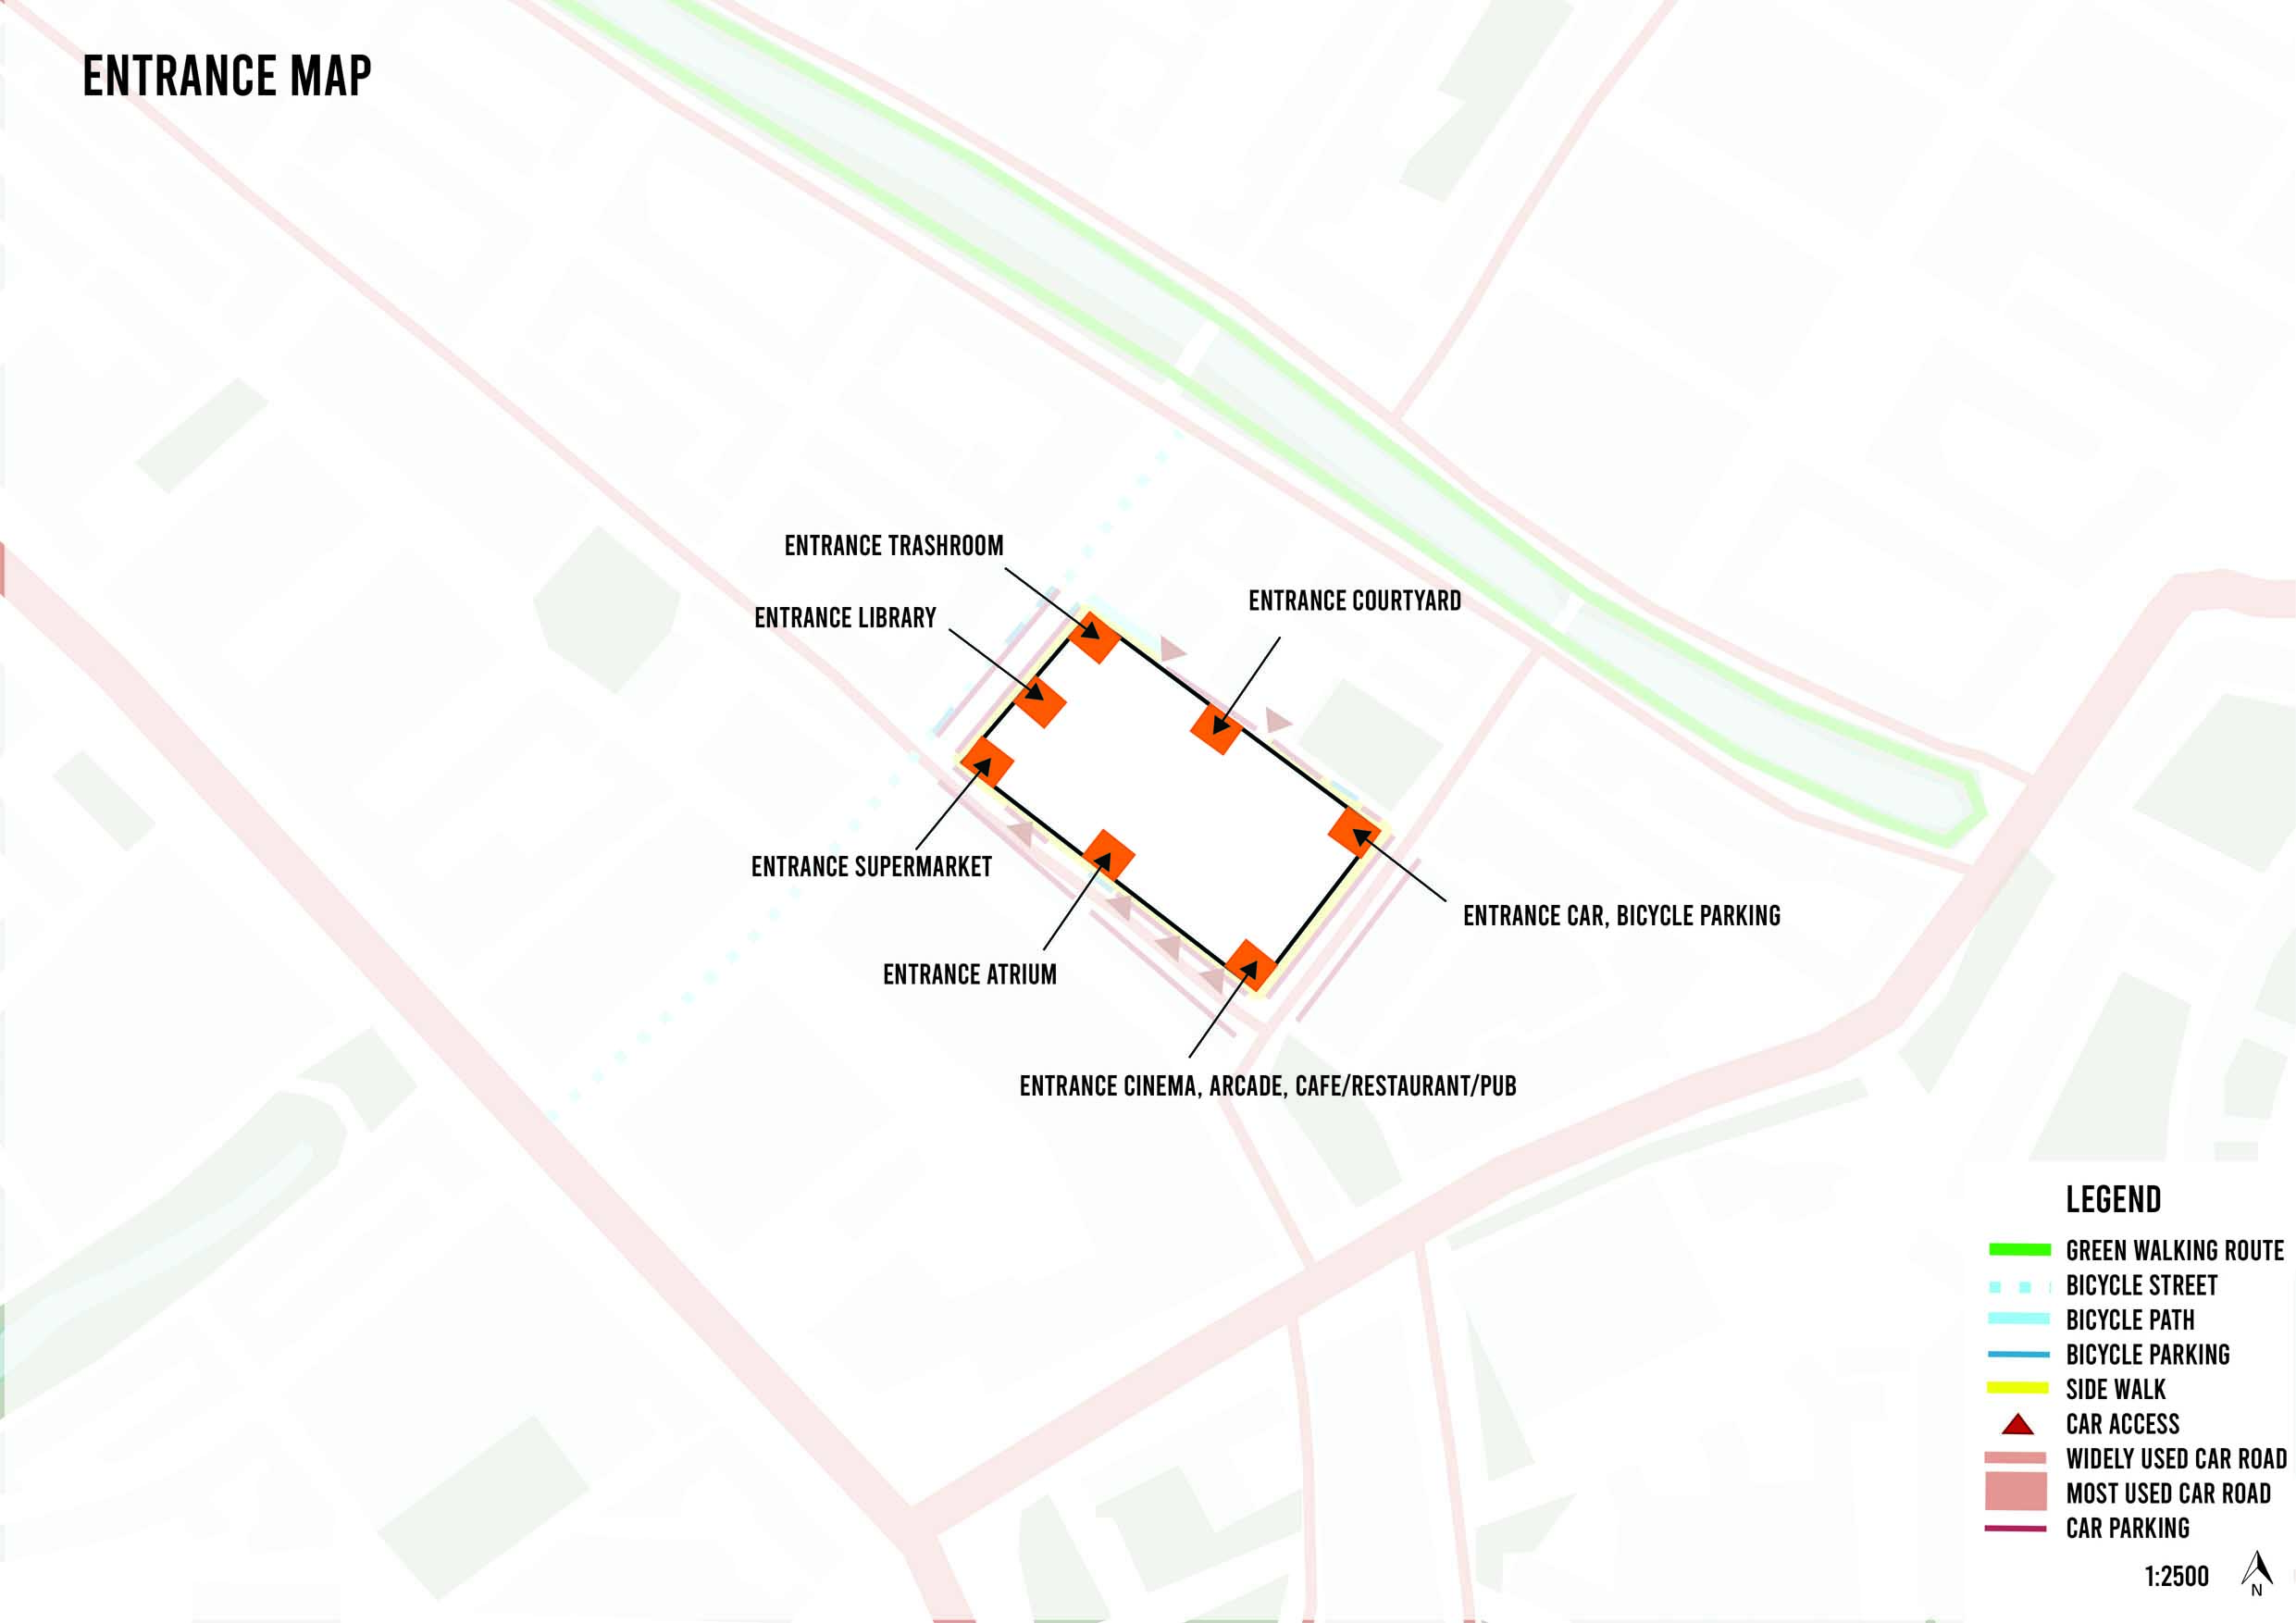 ENTRANCE MAP
ENTRANCE TRASHROOM
ENTRANCE COURTYARD
ENTRANCE LIBRARY
ENTRANCE SUPERMARKET
ENTRANCE CAR, BICYCLE PARKING
ENTRANCE ATRIUM
ENTRANCE CINEMA, ARCADE, CAFE/RESTAURANT/PUB
LEGEND
GREEN WALKING ROUTE
BICYCLE STREET
BICYCLE PATH
BICYCLE PARKING
SIDE WALK
CAR ACCESS
WIDELY USED CAR ROAD
MOST USED CAR ROAD
CAR PARKING
1:2500
N